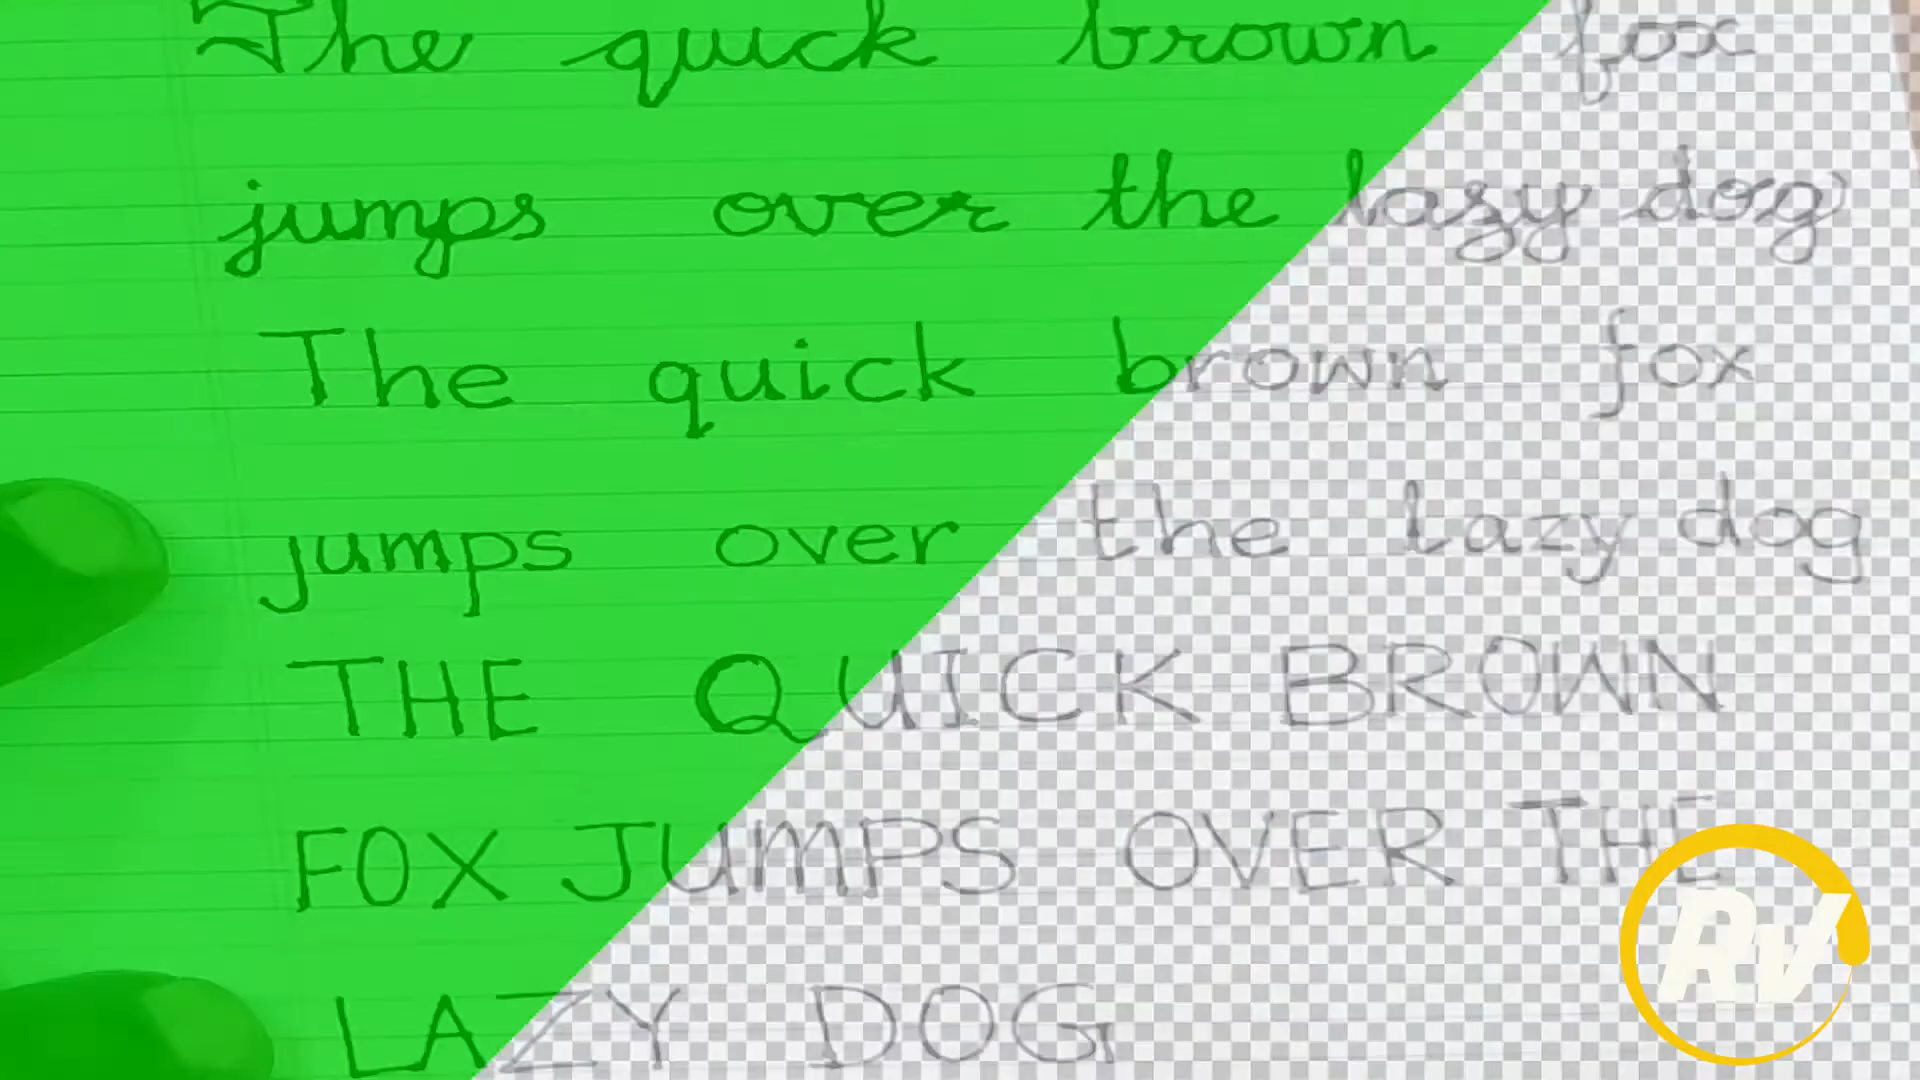 The quick brown fox
jumps over the lazy dog
The quick brown fox
jumps over the lazy dog
THE QUICK BROWN
FOX JUMPS OVER THE
LAZY DOG
RV